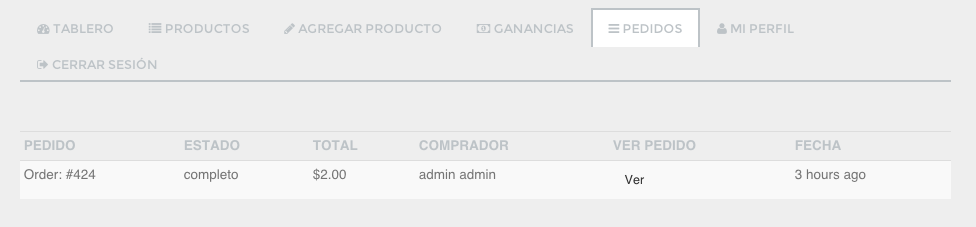 TABLERO PRODUCTOS AGREGAR PRODUCTO GANANCIAS PEDIDOS MI PERFIL
CERRAR SESIÓN
PEDIDO ESTADO TOTAL COMPRADOR VER PEDIDO FECHA
Order: #424 completo $2.00 admin admin Ver 3 hours ago